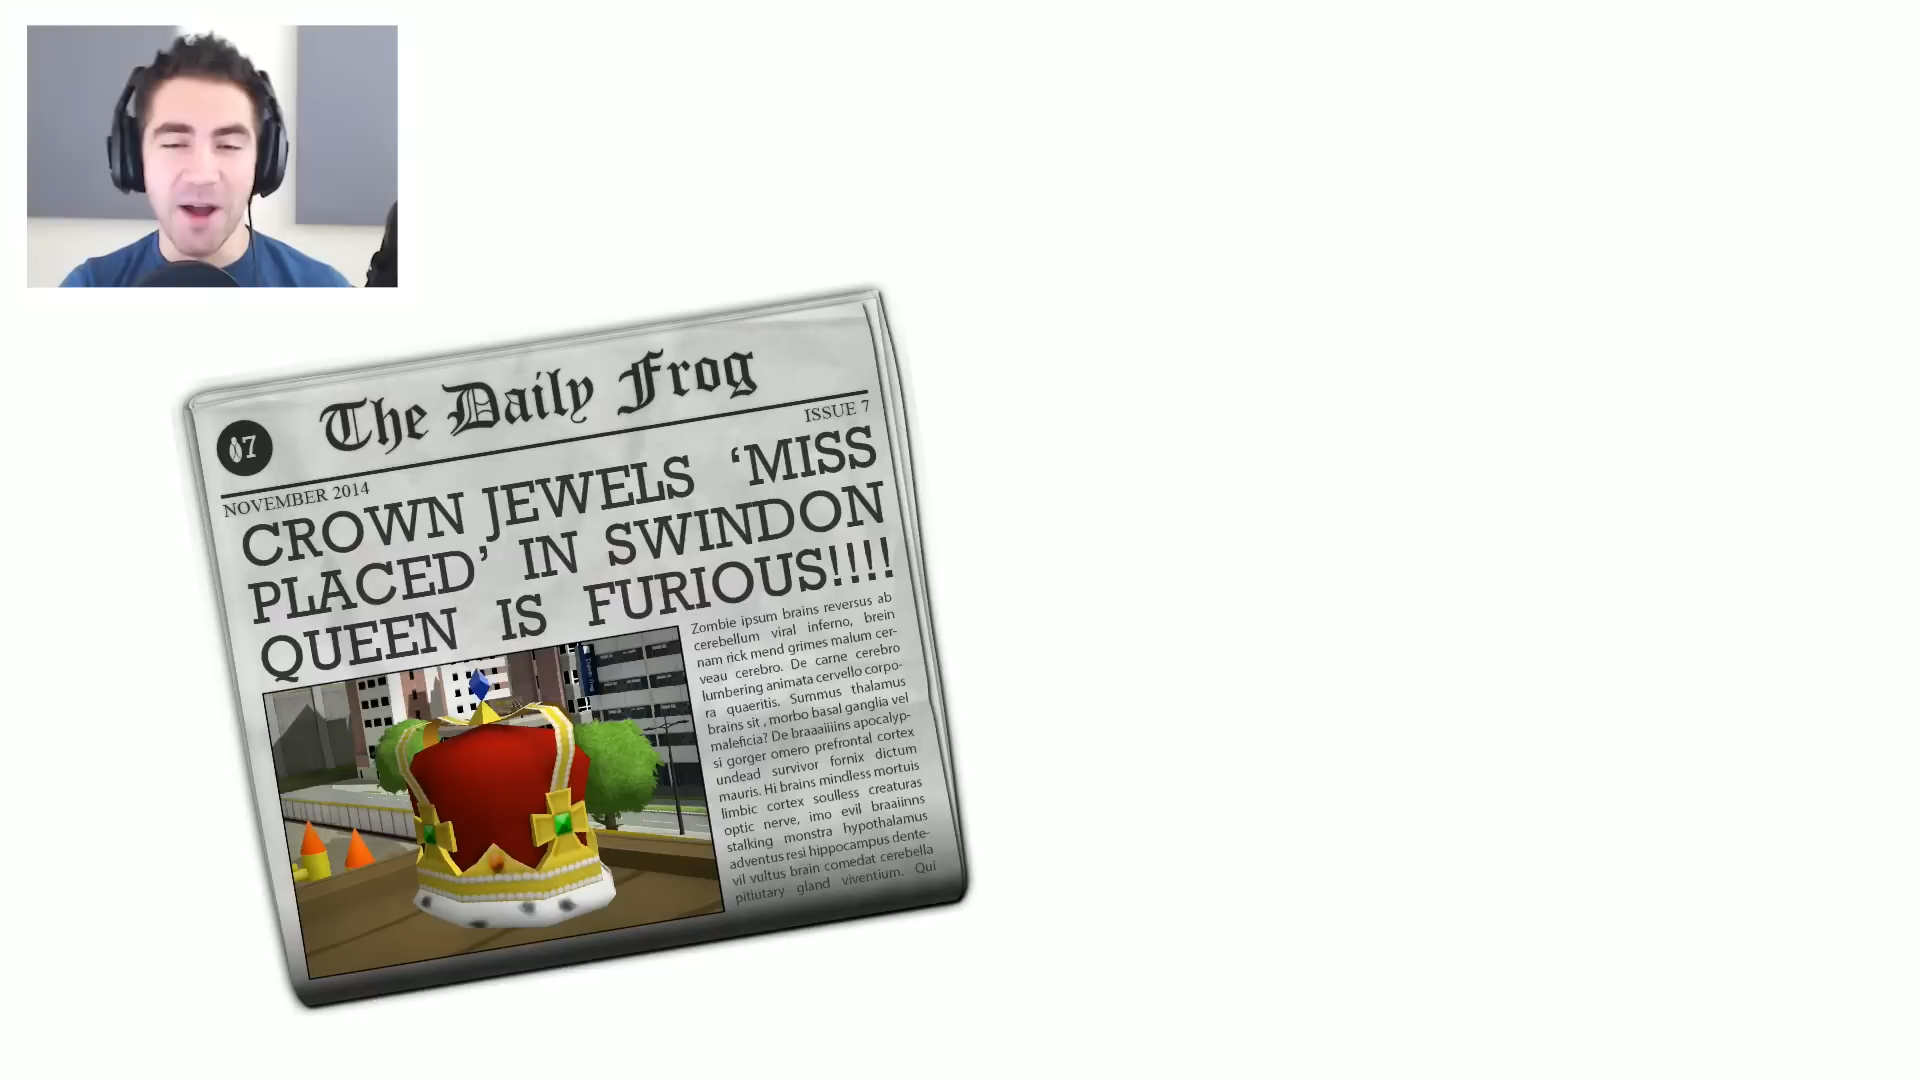 The Daily Frog
07
ISSUE 7
NOVEMBER 2014
CROWN JEWELS ‘MISS
PLACED’ IN SWINDON
QUEEN IS FURIOUS!!!!
Zombie ipsum brains reversus ab
cerebellum viral inferno, brein
nam rick mend grimes malum cer-
veau cerebro. De carne cerebro
lumbering animata cervello corpo-
ra quaeritis. Summus thalamus
brains sit , morbo basal ganglia vel
maleficia? De braaaiiiins apocalyp-
si gorger omero prefrontal cortex
undead survivor fornix dictum
mauris. Hi brains mindless mortuis
limbic cortex soulless creaturas
optic nerve, imo evil braaiinns
stalking monstra hypothalamus
adventus resi hippocampus dente-
vil vultus brain comedat cerebella
pitiutary gland viventium. Qui